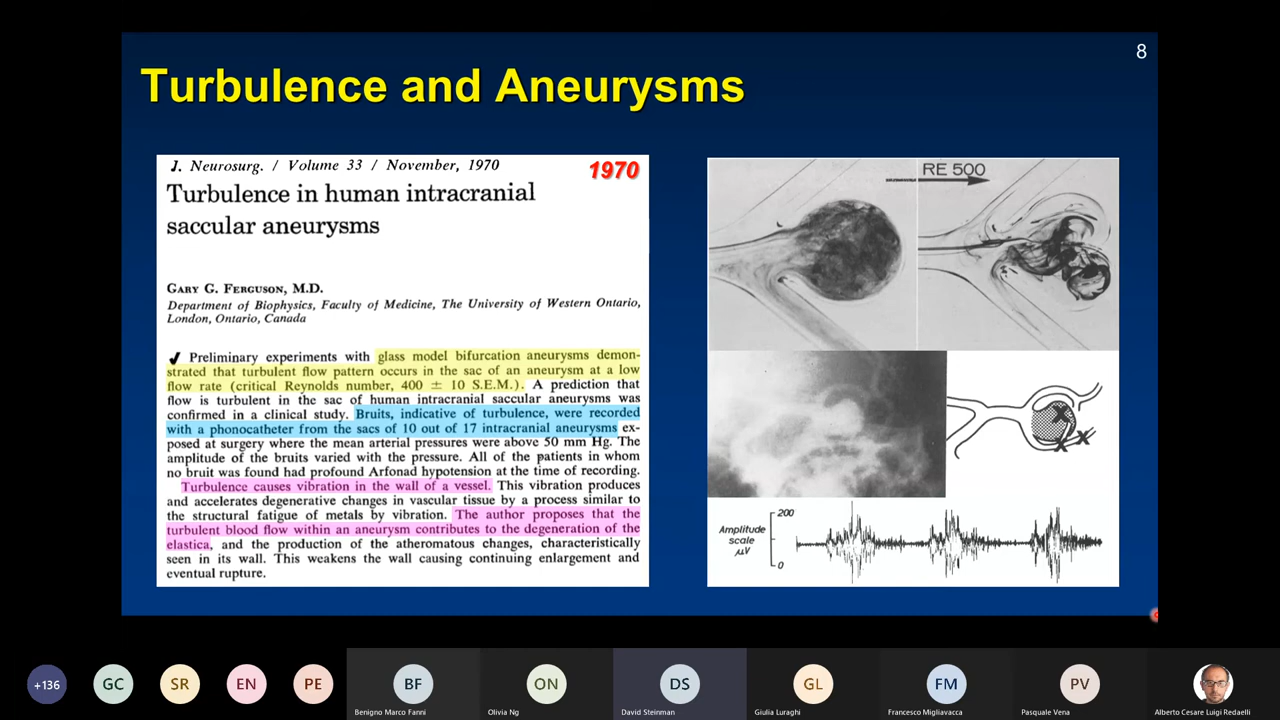 8
Turbulence and Aneurysms
J. Neurosurg. / Volume 33 / November, 1970
1970
Turbulence in human intracranial
saccular aneurysms
GARY G. FERGUSON, M.D.
Department of Biophysics, Faculty of Medicine, The University of Western Ontario,
London, Ontario, Canada
✓ Preliminary experiments with glass model bifurcation aneurysms demon-
strated that turbulent flow pattern occurs in the sac of an aneurysm at a low
flow rate (critical Reynolds number, 400 ± 10 S.E.M.). A prediction that
flow is turbulent in the sac of human intracranial saccular aneurysms was
confirmed in a clinical study. Bruits, indicative of turbulence, were recorded
with a phonocatheter from the sacs of 10 out of 17 intracranial aneurysms ex-
posed at surgery where the mean arterial pressures were above 50 mm Hg. The
amplitude of the bruits varied with the pressure. All of the patients in whom
no bruit was found had profound Arfonad hypotension at the time of recording.
Turbulence causes vibration in the wall of a vessel. This vibration produces
and accelerates degenerative changes in vascular tissue by a process similar to
the structural fatigue of metals by vibration. The author proposes that the
turbulent blood flow within an aneurysm contributes to the degeneration of the
elastica, and the production of the atheromatous changes, characteristically
seen in its wall. This weakens the wall causing continuing enlargement and
eventual rupture.
RE 500
X
X
X
Amplitude
scale
μV
200
0
+136
GC
SR
EN
PE
BF
Benigno Marco Fanni
ON
Olivia Ng
DS
David Steinman
GL
Giulia Luraghi
FM
Francesco Migliavacca
PV
Pasquale Vena
Alberto Cesare Luigi Redaelli